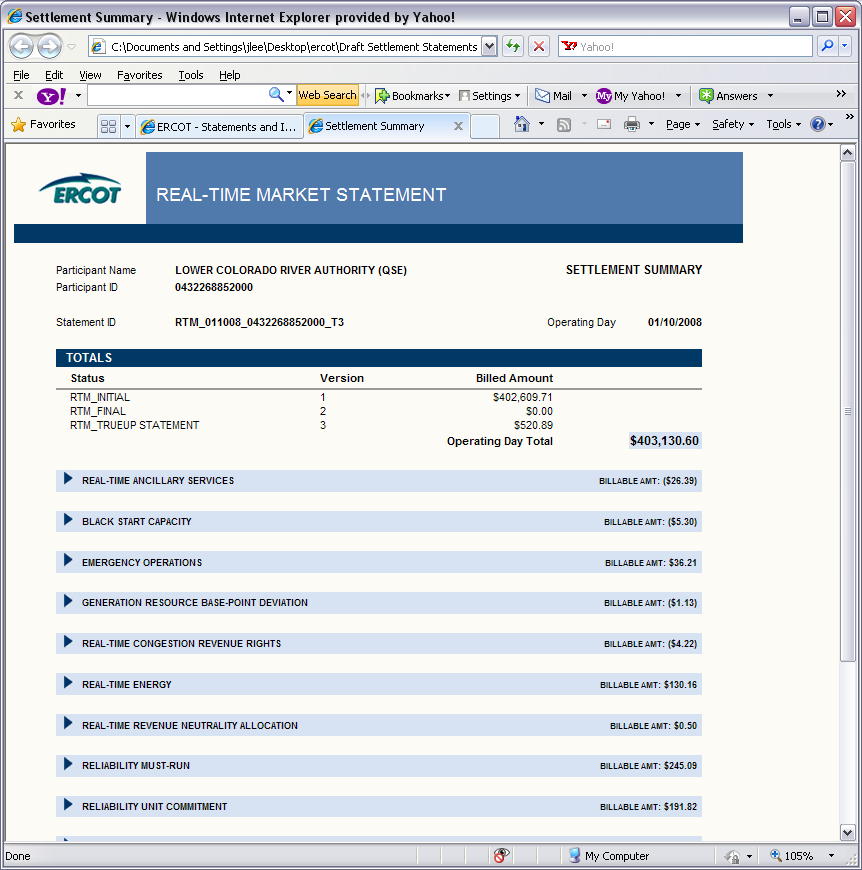 Settlement Summary - Windows Internet Explorer provided by Yahoo!
C:\Documents and Settings\jlee\Desktop\ercot\Draft Settlement Statements
Yahoo!
File Edit View Favorites Tools Help
Y! Web Search Bookmarks Settings Mail My My Yahoo! Answers »
Favorites ERCOT - Statements and I... Settlement Summary Page Safety Tools »
ERCOT
REAL-TIME MARKET STATEMENT
Participant Name LOWER COLORADO RIVER AUTHORITY (QSE) SETTLEMENT SUMMARY
Participant ID 0432268852000
Statement ID RTM_011008_0432268852000_T3 Operating Day 01/10/2008
TOTALS
Status Version Billed Amount
RTM_INITIAL 1 $402,609.71
RTM_FINAL 2 $0.00
RTM_TRUEUP STATEMENT 3 $520.89
Operating Day Total $403,130.60
REAL-TIME ANCILLARY SERVICES BILLABLE AMT: ($26.39)
BLACK START CAPACITY BILLABLE AMT: ($5.30)
EMERGENCY OPERATIONS BILLABLE AMT: $36.21
GENERATION RESOURCE BASE-POINT DEVIATION BILLABLE AMT: ($1.13)
REAL-TIME CONGESTION REVENUE RIGHTS BILLABLE AMT: ($4.22)
REAL-TIME ENERGY BILLABLE AMT: $130.16
REAL-TIME REVENUE NEUTRALITY ALLOCATION BILLABLE AMT: $0.50
RELIABILITY MUST-RUN BILLABLE AMT: $245.09
RELIABILITY UNIT COMMITMENT BILLABLE AMT: $191.82
Done My Computer 105%